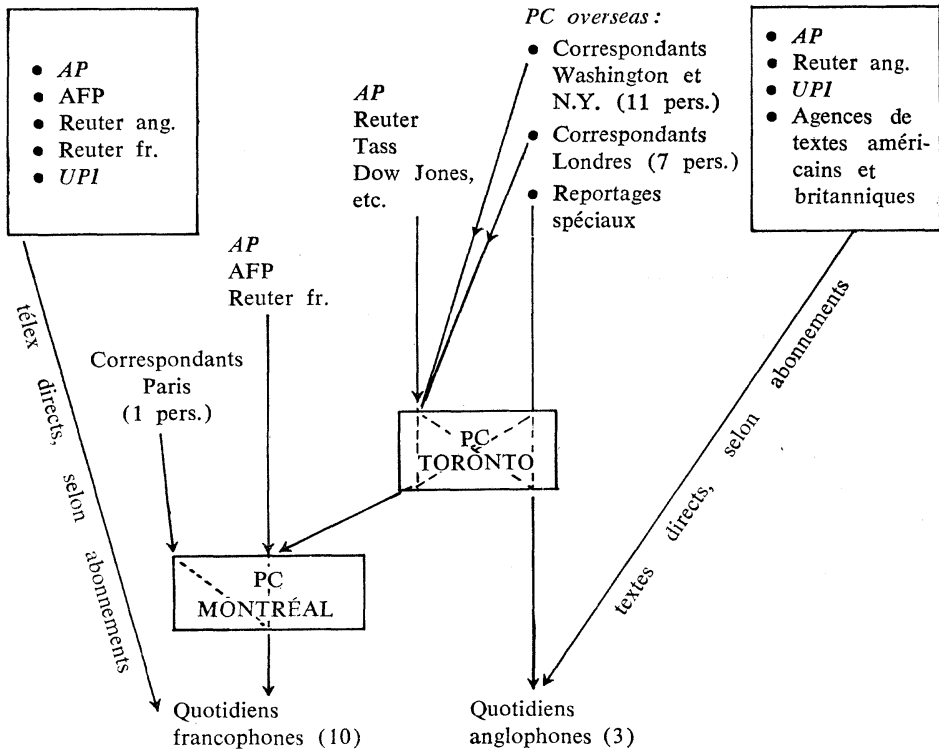 • AP
• AFP
• Reuter ang.
• Reuter fr.
• UPI
AP
Reuter
Tass
Dow Jones,
etc.
PC overseas :
• Correspondants
Washington et
N.Y. (11 pers.)
• Correspondants
Londres (7 pers.)
• Reportages
spéciaux
• AP
• Reuter ang.
• UPI
• Agences de
textes améri-
cains et
britanniques
AP
AFP
Reuter fr.
Correspondants
Paris
(1 pers.)
télex directs, selon abonnements
textes directs, selon abonnements
PC
TORONTO
PC
MONTRÉAL
Quotidiens
francophones (10)
Quotidiens
anglophones (3)